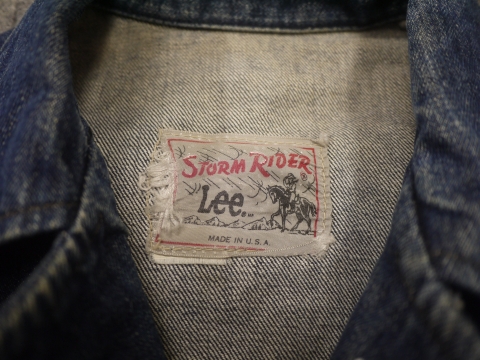 STORM RIDER
Lee®
MADE IN U.S.A.